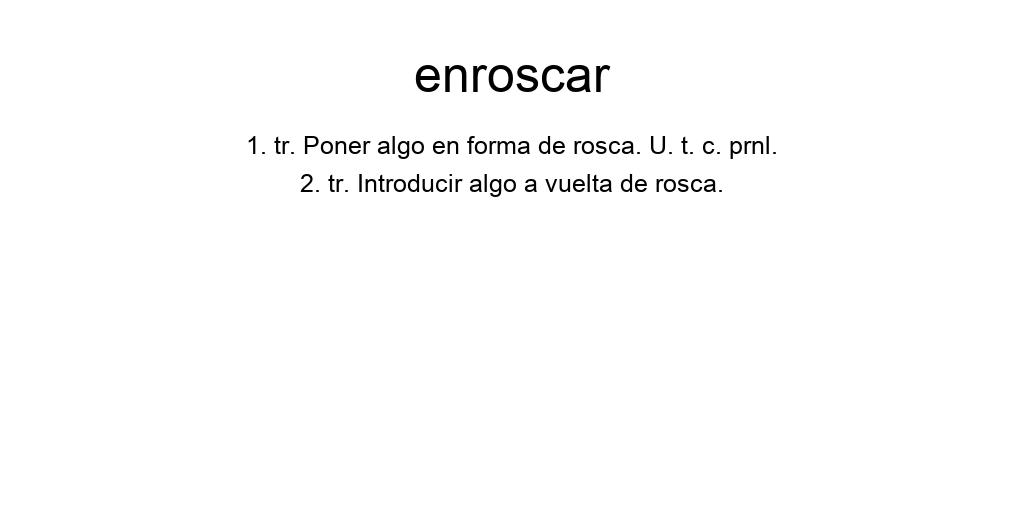 enroscar
1. tr. Poner algo en forma de rosca. U. t. c. prnl.
2. tr. Introducir algo a vuelta de rosca.